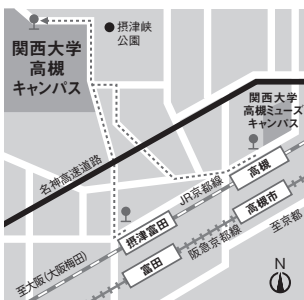 関西大学
高槻
キャンパス
摂津峡
公園
関西大学
高槻ミューズ
キャンパス
名神高速道路
高槻
JR京都線
高槻市
摂津富田
富田
阪急京都線
至京都
至大阪(大阪梅田)
N